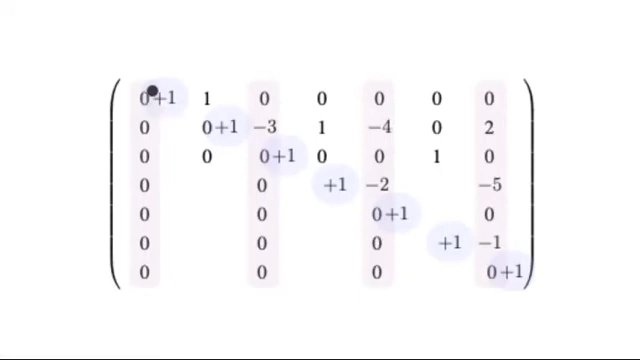 0+1 1 0 0 0 0 0
0 0+1 −3 1 −4 0 2
0 0 0+1 0 0 1 0
0 0 +1 −2 −5
0 0 0+1 0
0 0 0 +1 −1
0 0 0 0+1